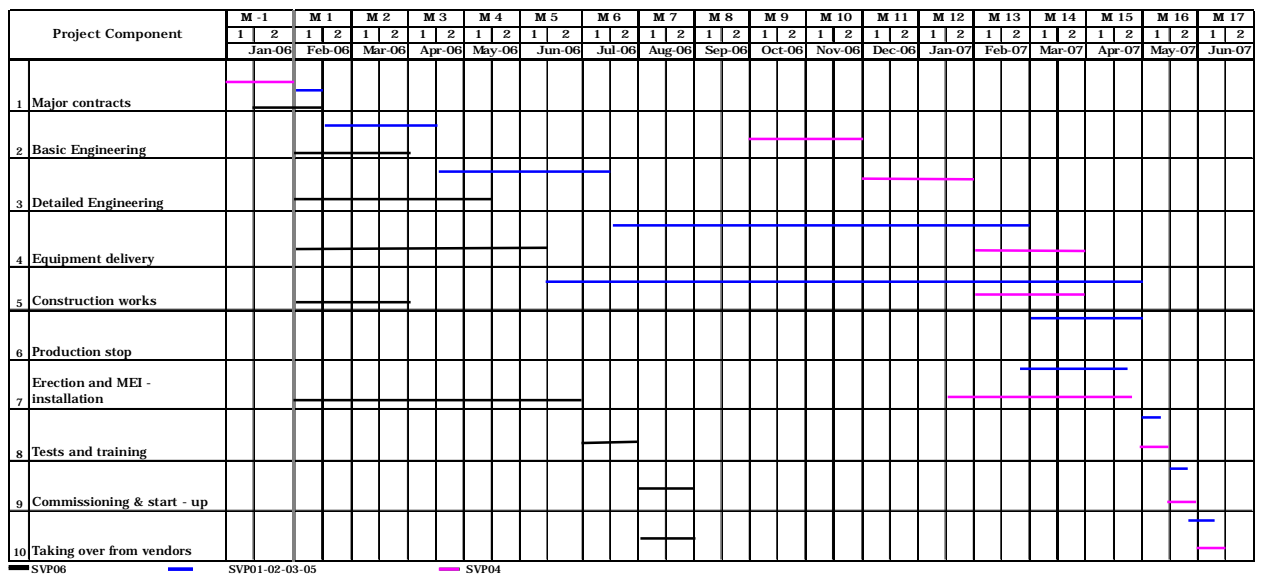 Project Component
M -1 M 1 M 2 M 3 M 4 M 5 M 6 M 7 M 8 M 9 M 10 M 11 M 12 M 13 M 14 M 15 M 16 M 17
1 2 1 2 1 2 1 2 1 2 1 2 1 2 1 2 1 2 1 2 1 2 1 2 1 2 1 2 1 2 1 2 1 2 1 2
Jan-06 Feb-06 Mar-06 Apr-06 May-06 Jun-06 Jul-06 Aug-06 Sep-06 Oct-06 Nov-06 Dec-06 Jan-07 Feb-07 Mar-07 Apr-07 May-07 Jun-07
1 Major contracts
2 Basic Engineering
3 Detailed Engineering
4 Equipment delivery
5 Construction works
6 Production stop
Erection and MEI -
7 installation
8 Tests and training
9 Commissioning & start - up
10 Taking over from vendors
SVP06 SVP01-02-03-05 SVP04